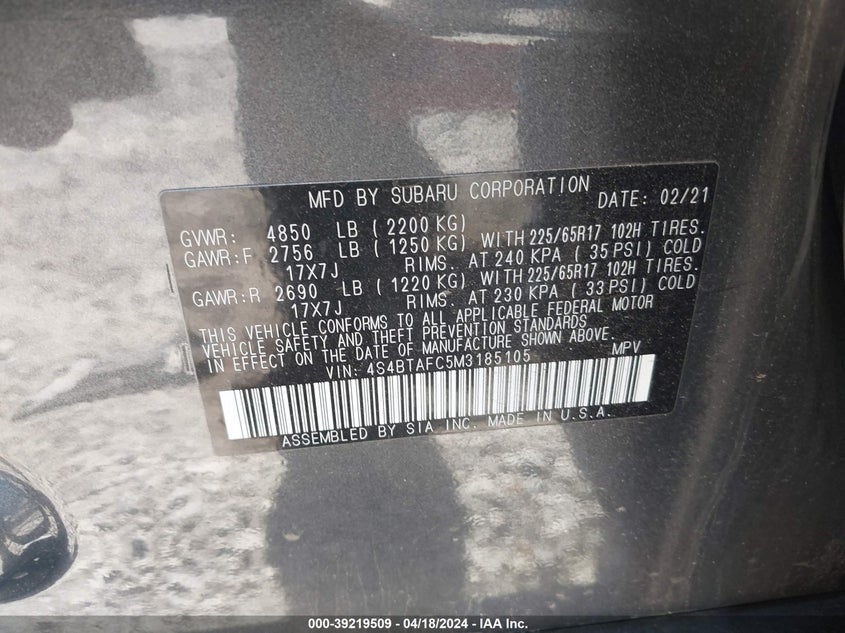 MFD BY SUBARU CORPORATION DATE: 02/21
GVWR: 4850 LB (2200 KG)
GAWR:F 2756 LB (1250 KG) WITH 225/65R17 102H TIRES.
17X7J RIMS. AT 240 KPA (35 PSI) COLD
GAWR:R 2690 LB (1220 KG) WITH 225/65R17 102H TIRES.
17X7J RIMS. AT 230 KPA (33 PSI) COLD
THIS VEHICLE CONFORMS TO ALL APPLICABLE FEDERAL MOTOR
VEHICLE SAFETY AND THEFT PREVENTION STANDARDS
IN EFFECT ON THE DATE OF MANUFACTURE SHOWN ABOVE.
VIN: 4S4BTAFC5M3185105 MPV
ASSEMBLED BY SIA INC. MADE IN U.S.A.
000-39219509 - 04/18/2024 - IAA Inc.